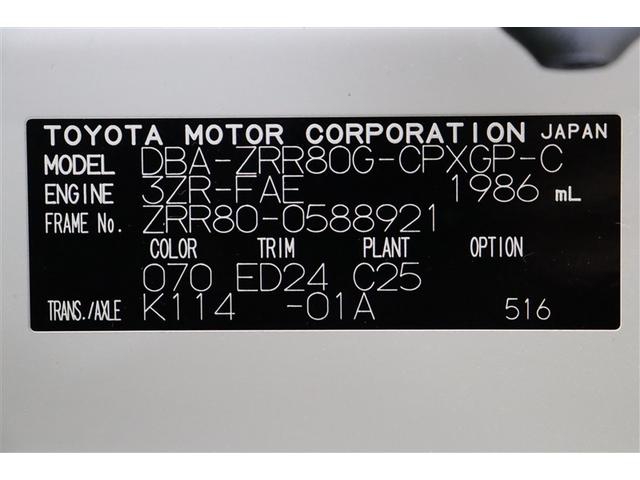 TOYOTA MOTOR CORPORATION JAPAN
MODEL DBA-ZRR80G-CPXGP-C
ENGINE 3ZR-FAE 1986 mL
FRAME No. ZRR80-0588921
COLOR TRIM PLANT OPTION
070 ED24 C25
TRANS./AXLE K114 -01A 516